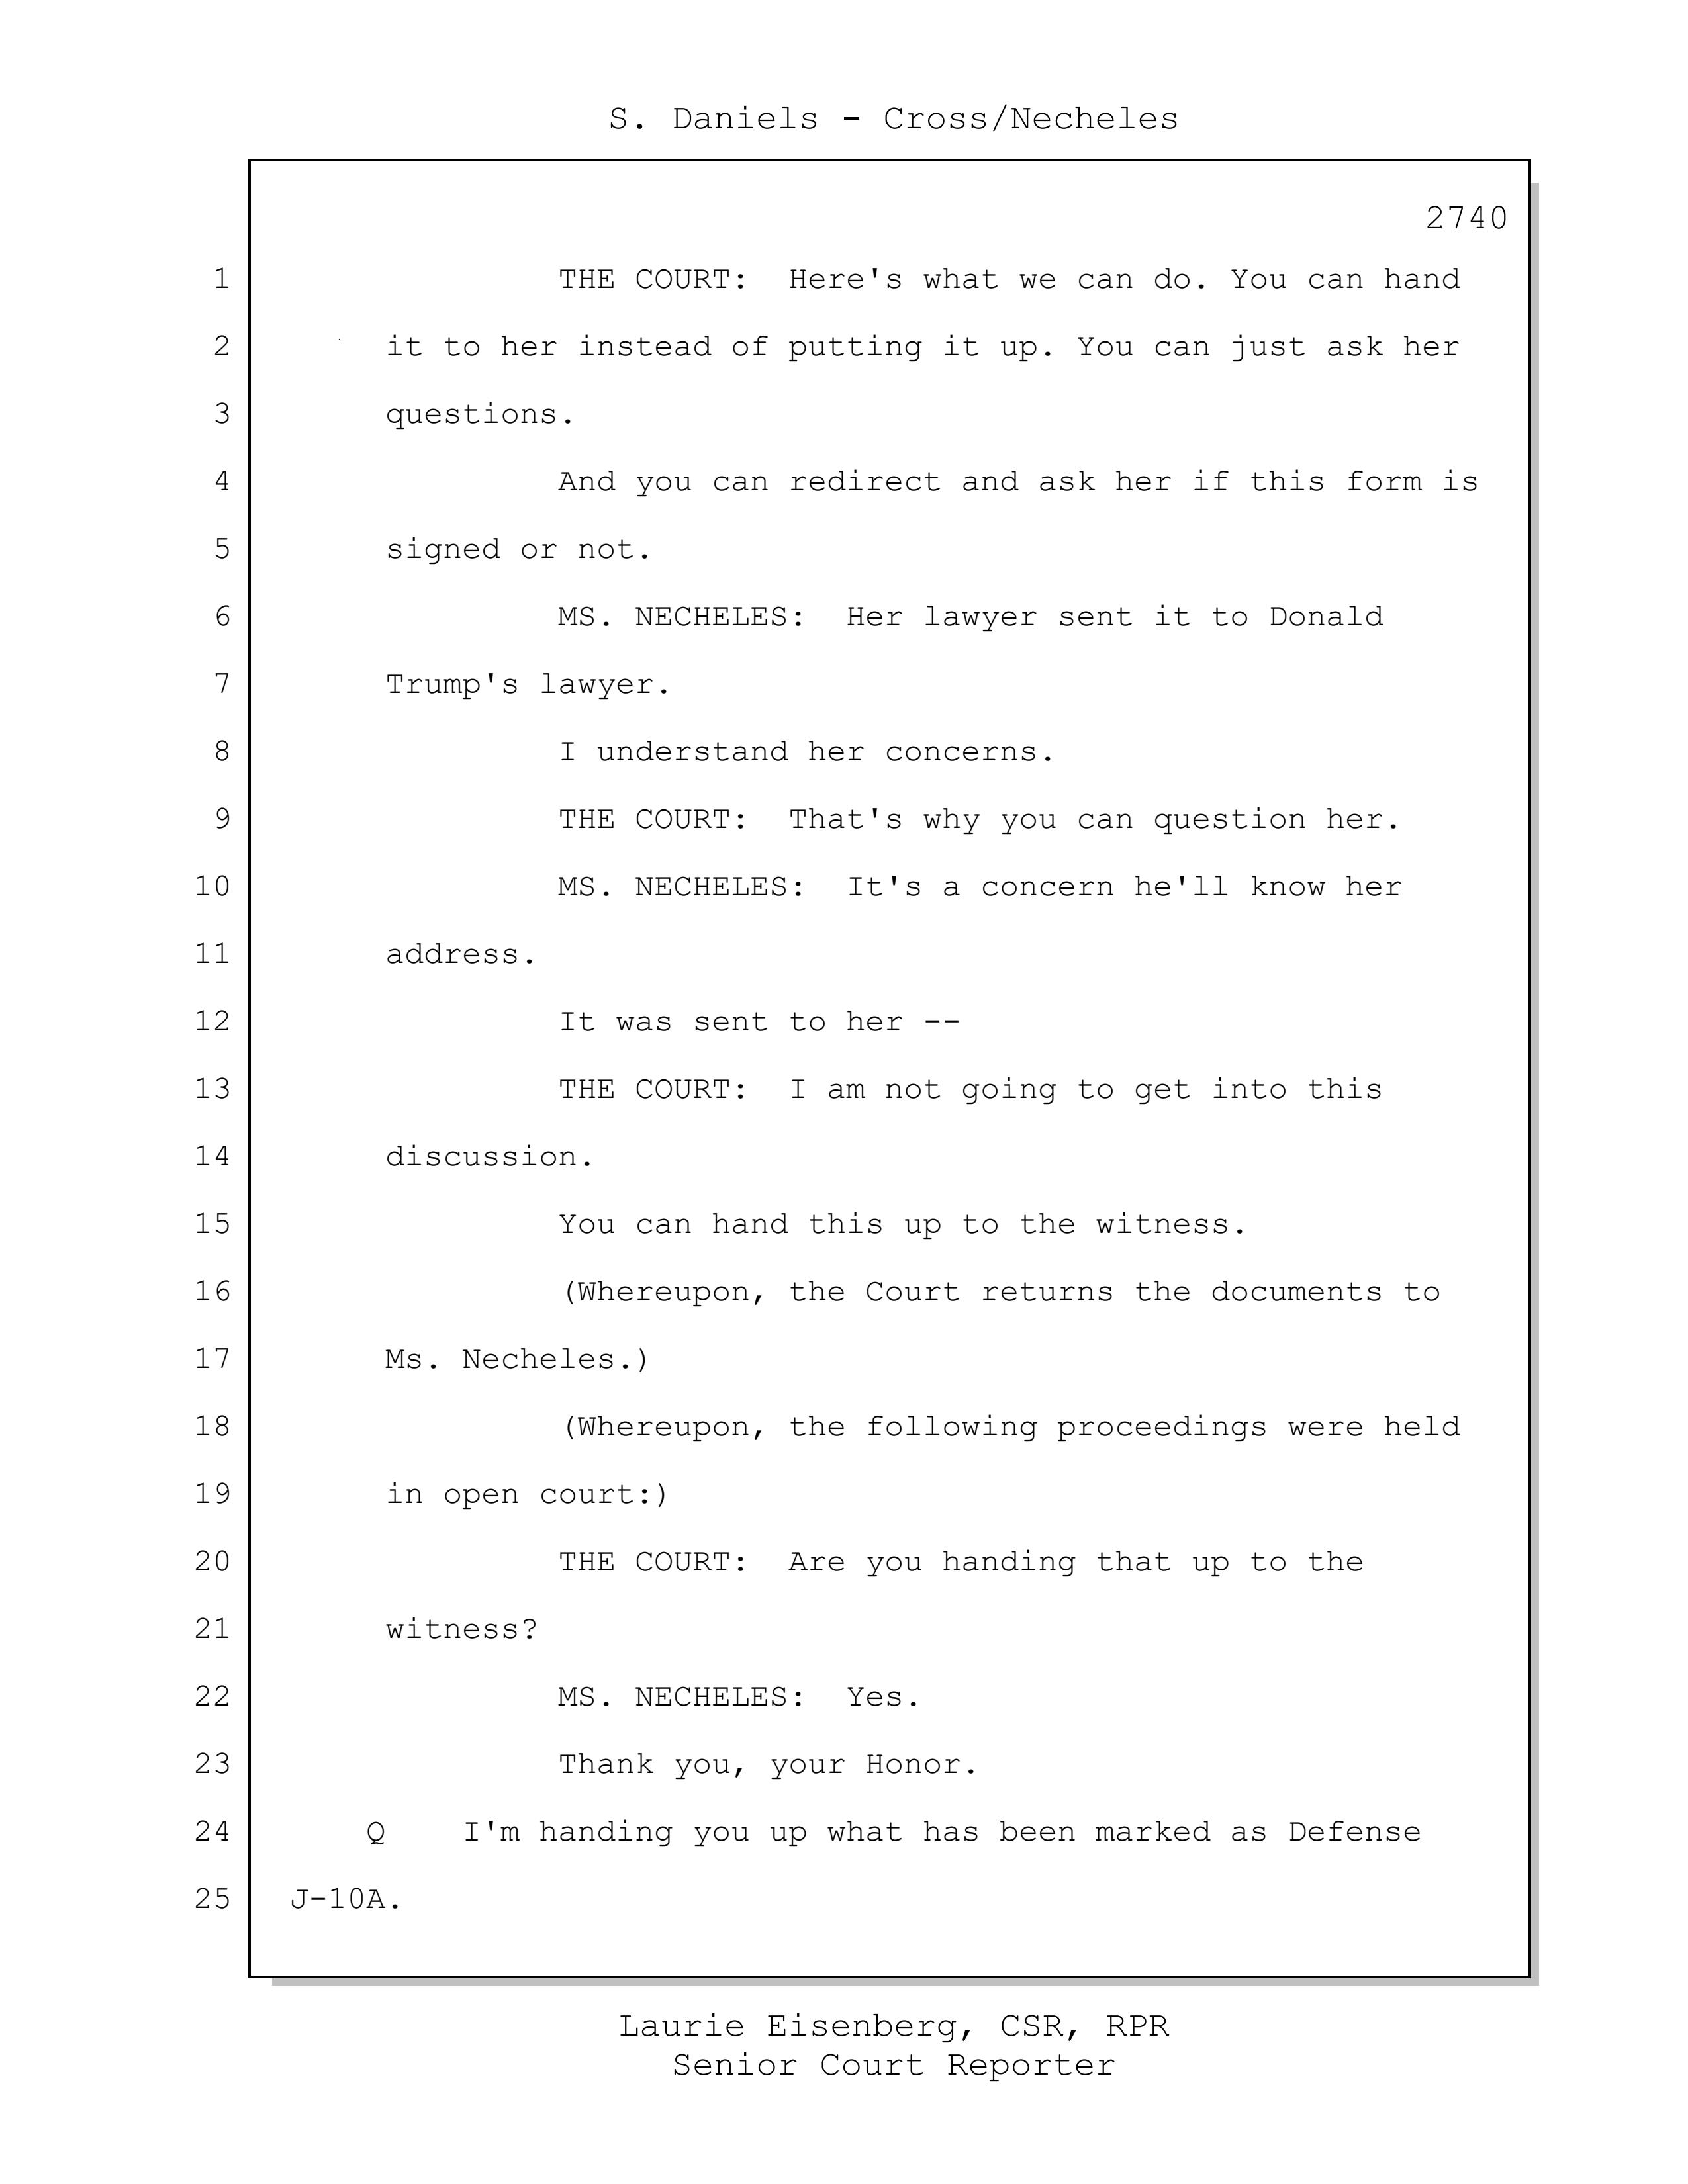 S. Daniels - Cross/Necheles
2740
1 THE COURT: Here's what we can do. You can hand
2 it to her instead of putting it up. You can just ask her
3 questions.
4 And you can redirect and ask her if this form is
5 signed or not.
6 MS. NECHELES: Her lawyer sent it to Donald
7 Trump's lawyer.
8 I understand her concerns.
9 THE COURT: That's why you can question her.
10 MS. NECHELES: It's a concern he'll know her
11 address.
12 It was sent to her --
13 THE COURT: I am not going to get into this
14 discussion.
15 You can hand this up to the witness.
16 (Whereupon, the Court returns the documents to
17 Ms. Necheles.)
18 (Whereupon, the following proceedings were held
19 in open court:)
20 THE COURT: Are you handing that up to the
21 witness?
22 MS. NECHELES: Yes.
23 Thank you, your Honor.
24 Q I'm handing you up what has been marked as Defense
25 J-10A.
Laurie Eisenberg, CSR, RPR
Senior Court Reporter